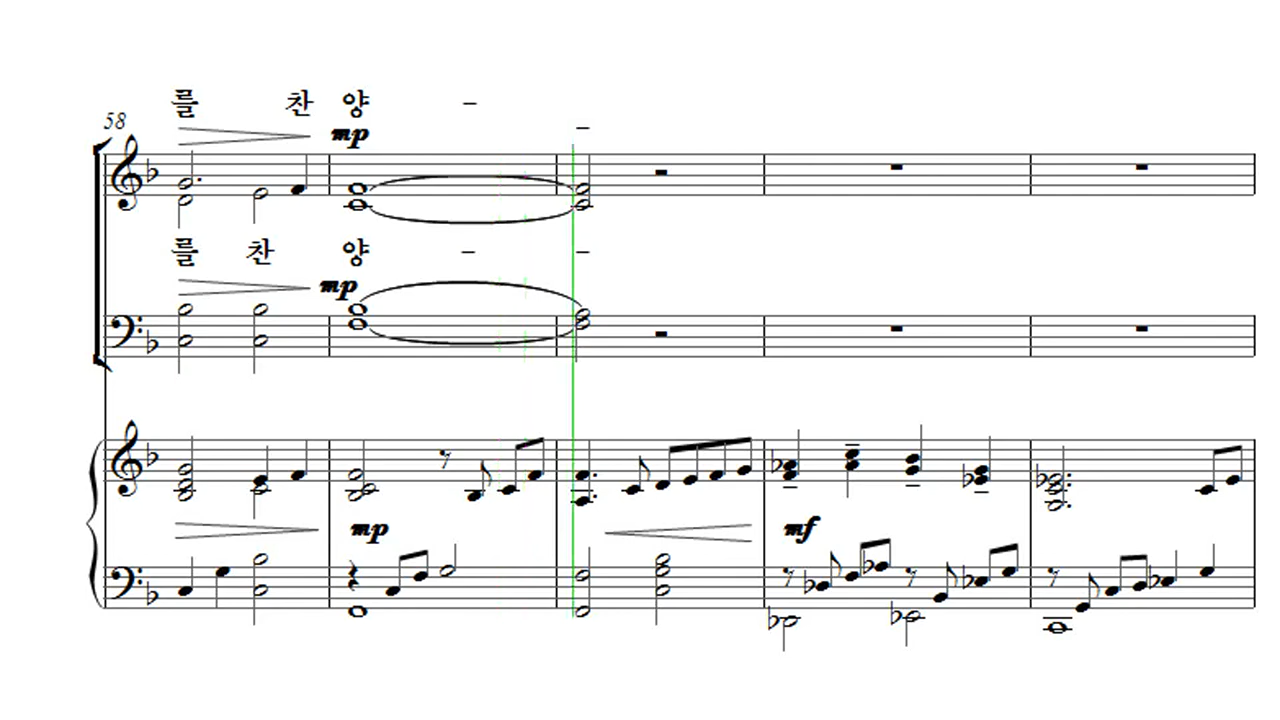 를 찬 양 -
58
mp
-
를 찬 양 - -
mp
mp mf